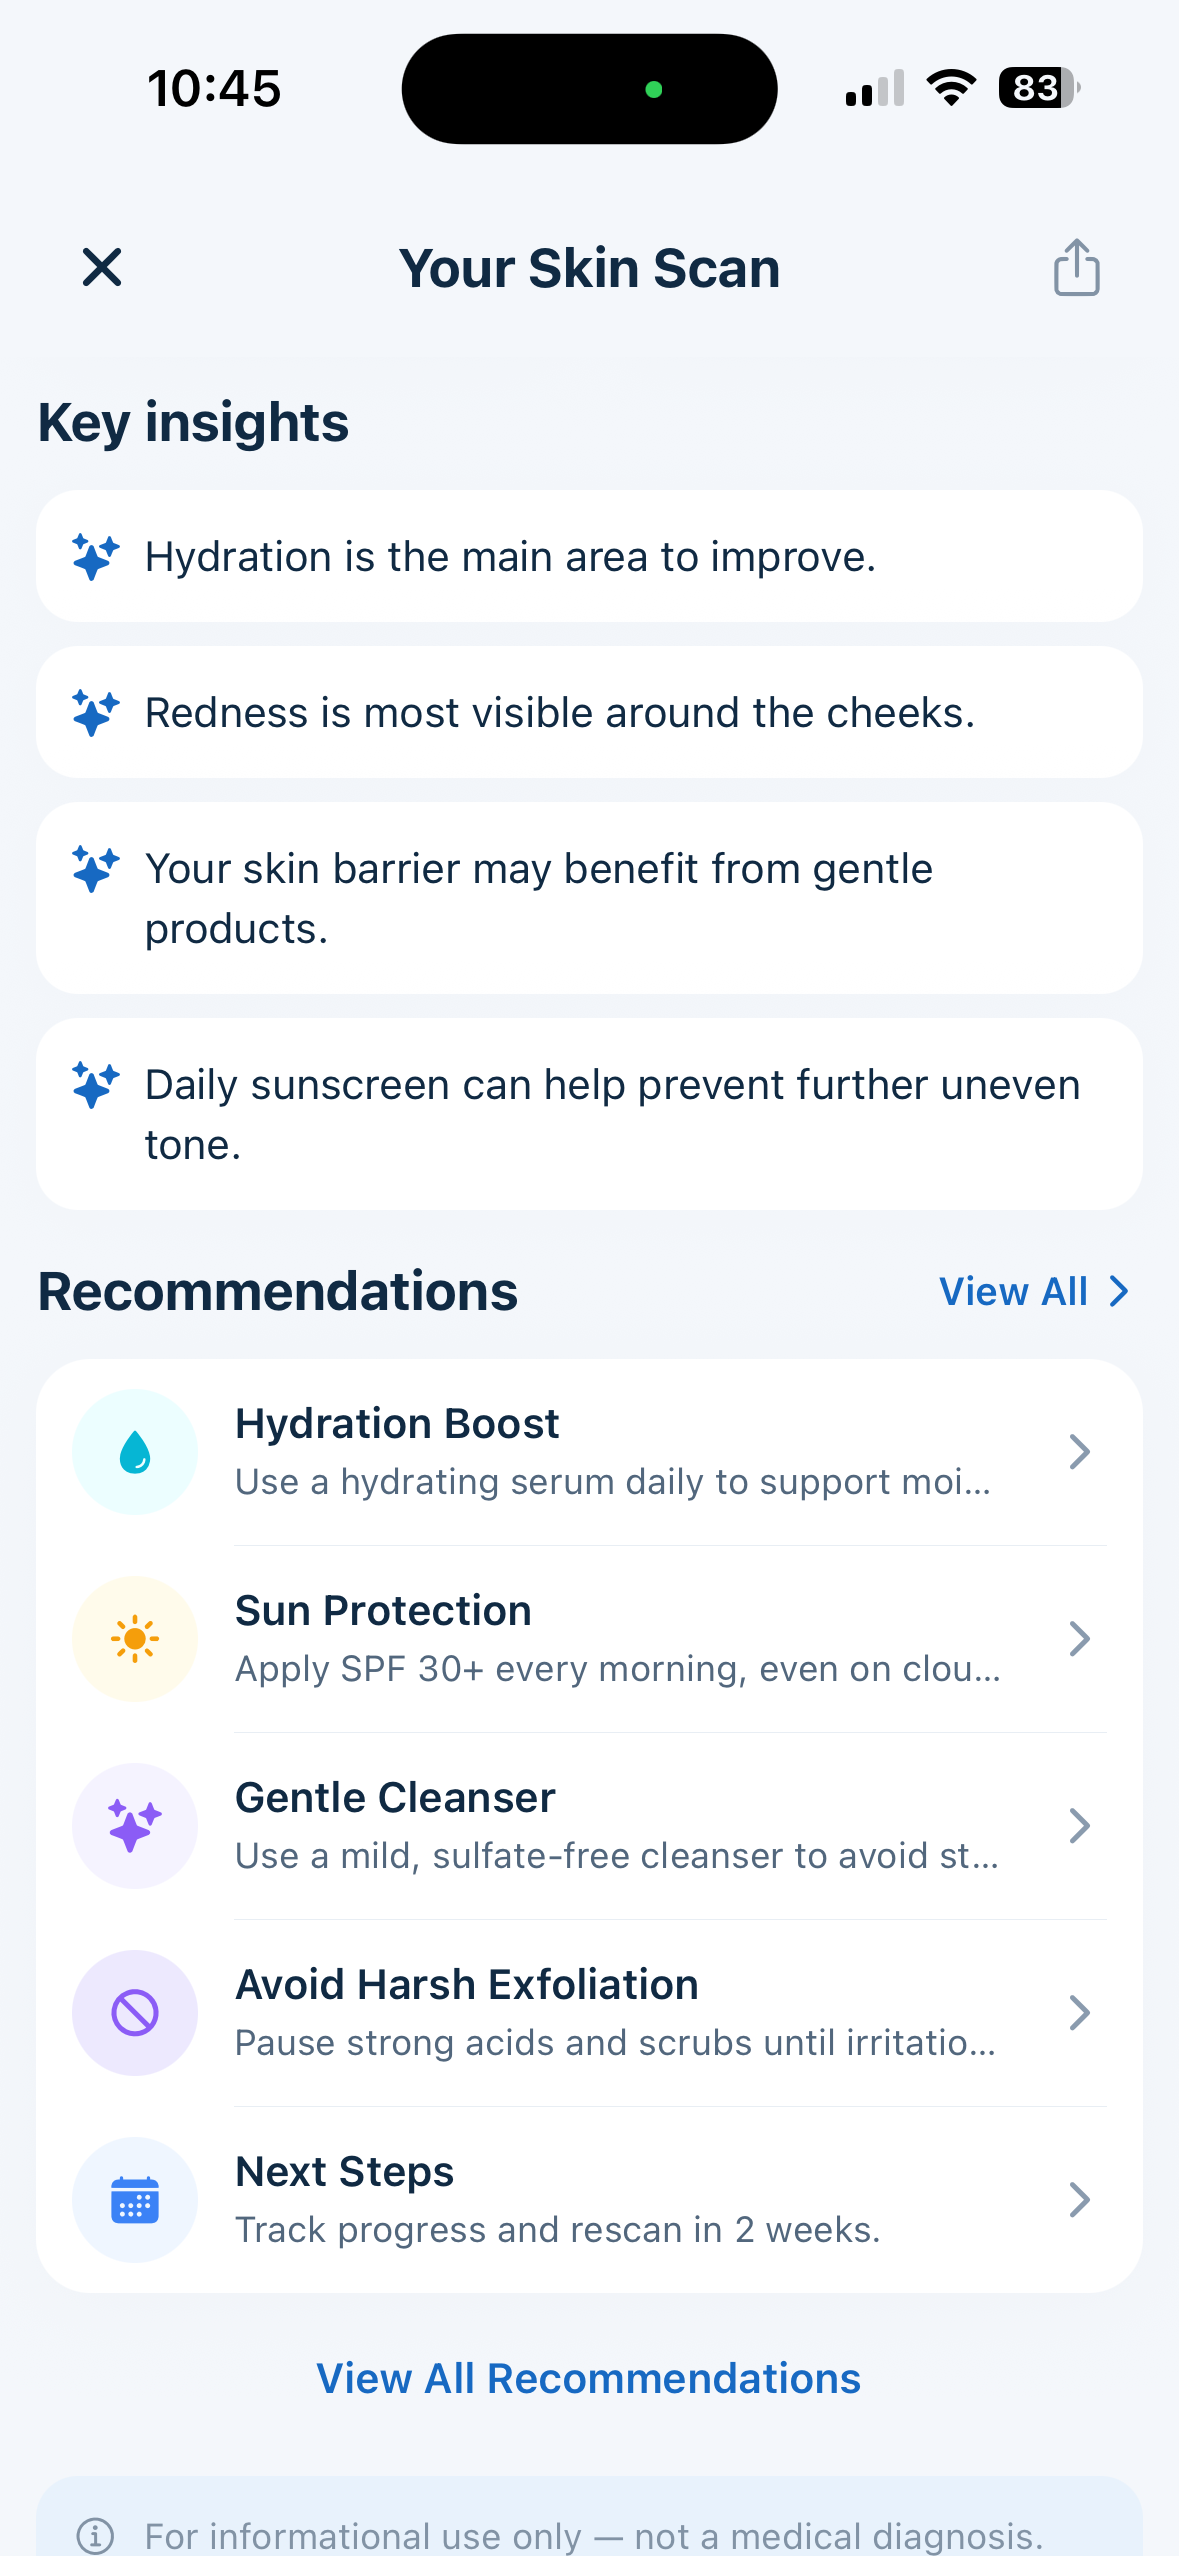 10:45
83
Your Skin Scan
Key insights
Hydration is the main area to improve.
Redness is most visible around the cheeks.
Your skin barrier may benefit from gentle
products.
Daily sunscreen can help prevent further uneven
tone.
Recommendations
View All
Hydration Boost
Use a hydrating serum daily to support moi...
Sun Protection
Apply SPF 30+ every morning, even on clou...
Gentle Cleanser
Use a mild, sulfate-free cleanser to avoid st...
Avoid Harsh Exfoliation
Pause strong acids and scrubs until irritatio...
Next Steps
Track progress and rescan in 2 weeks.
View All Recommendations
For informational use only — not a medical diagnosis.